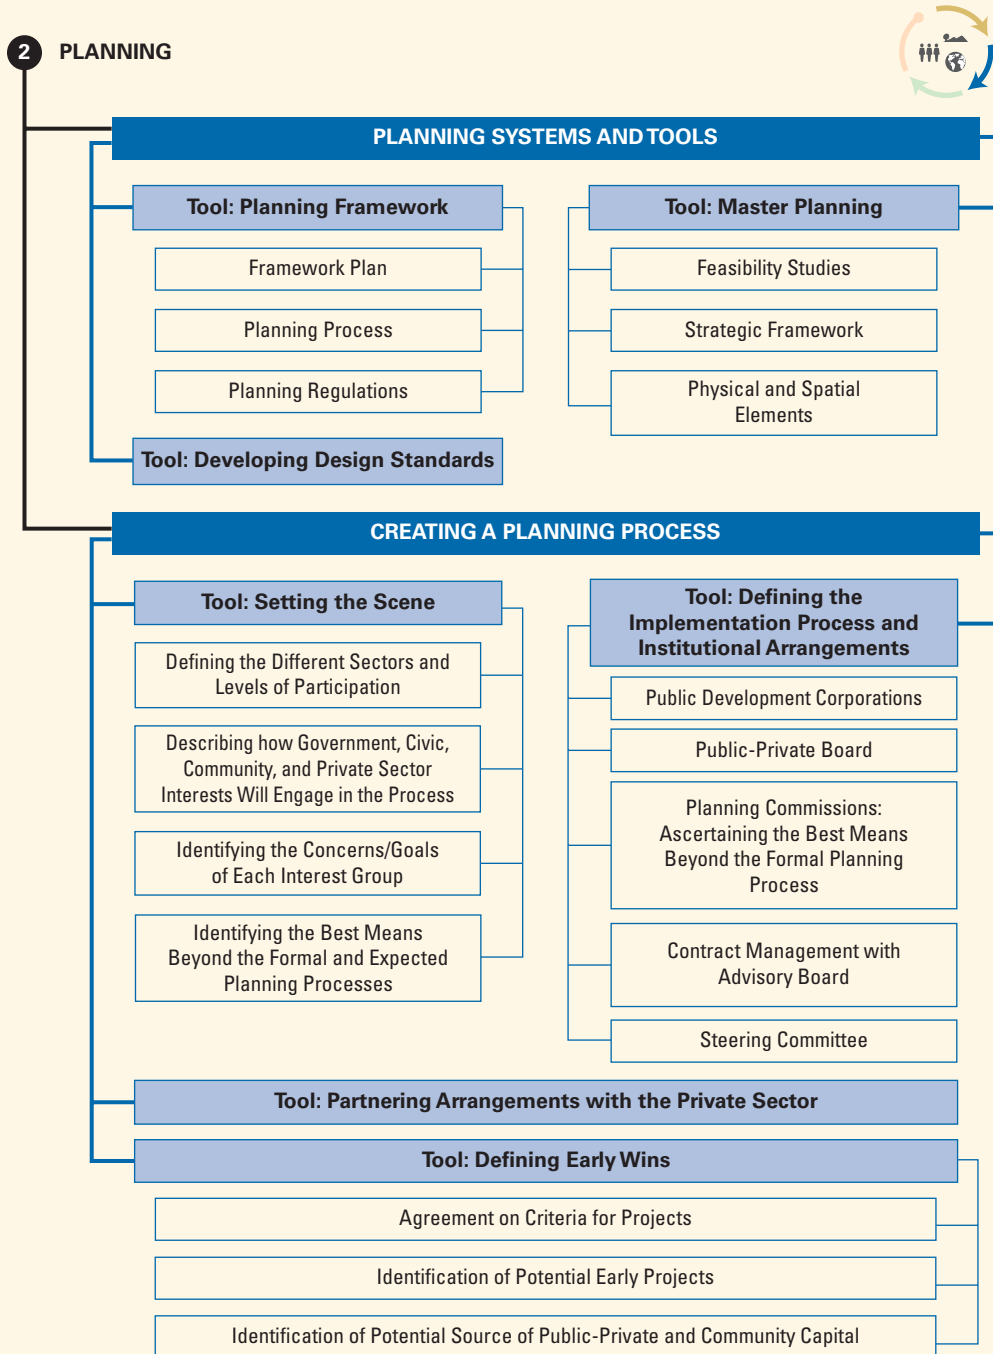 2 PLANNING
PLANNING SYSTEMS AND TOOLS
Tool: Planning Framework
Framework Plan
Planning Process
Planning Regulations
Tool: Master Planning
Feasibility Studies
Strategic Framework
Physical and Spatial
Elements
Tool: Developing Design Standards
CREATING A PLANNING PROCESS
Tool: Setting the Scene
Defining the Different Sectors and
Levels of Participation
Describing how Government, Civic,
Community, and Private Sector
Interests Will Engage in the Process
Identifying the Concerns/Goals
of Each Interest Group
Identifying the Best Means
Beyond the Formal and Expected
Planning Processes
Tool: Defining the
Implementation Process and
Institutional Arrangements
Public Development Corporations
Public-Private Board
Planning Commissions:
Ascertaining the Best Means
Beyond the Formal Planning
Process
Contract Management with
Advisory Board
Steering Committee
Tool: Partnering Arrangements with the Private Sector
Tool: Defining Early Wins
Agreement on Criteria for Projects
Identification of Potential Early Projects
Identification of Potential Source of Public-Private and Community Capital